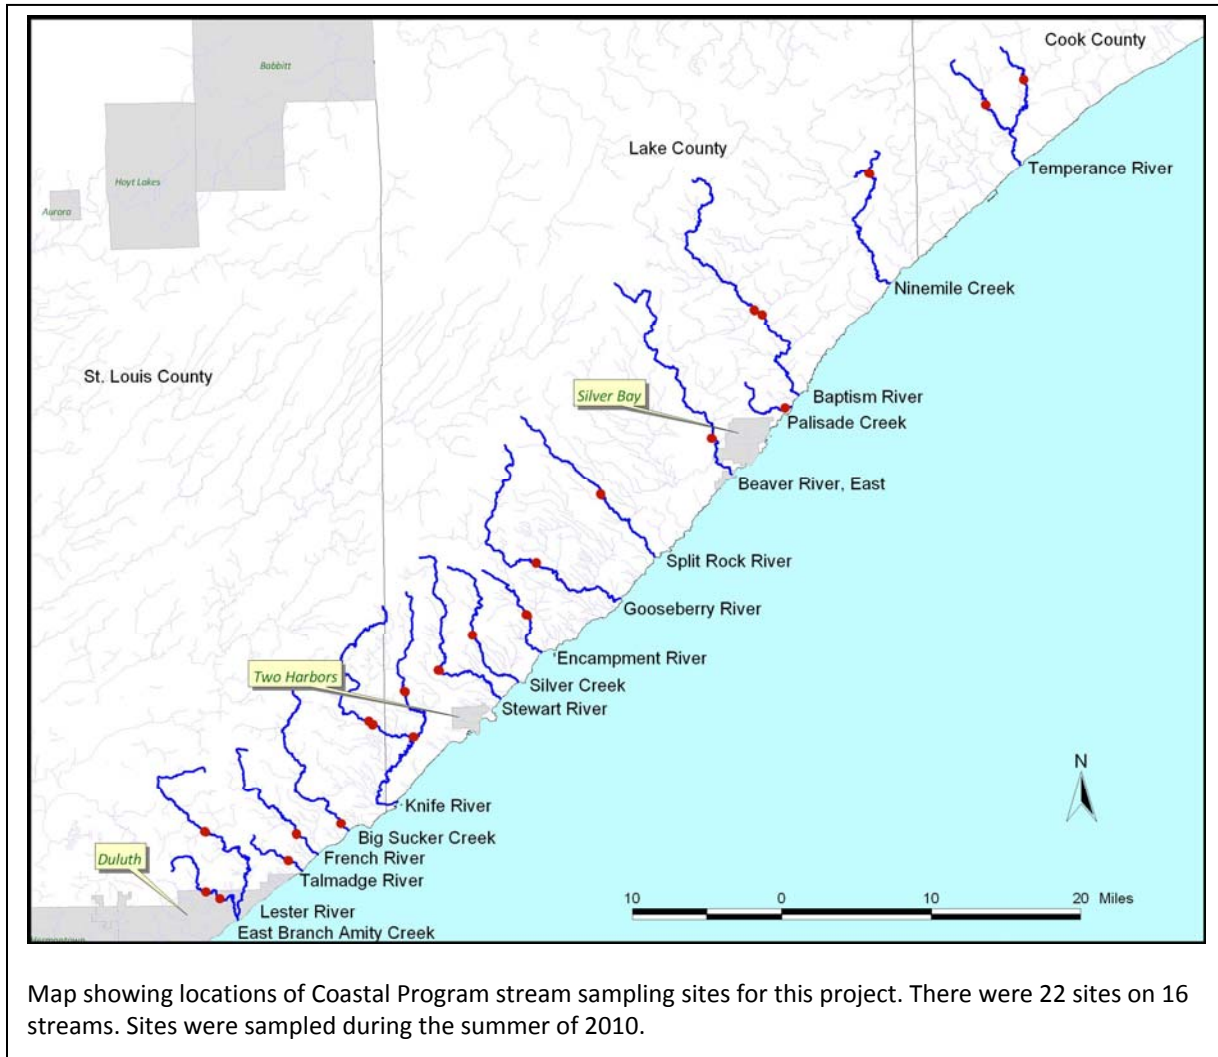 Cook County
Babbitt
Lake County
Temperance River
Hoyt Lakes
Aurora
Ninemile Creek
St. Louis County
Silver Bay
Baptism River
Palisade Creek
Beaver River, East
Split Rock River
Gooseberry River
Encampment River
Two Harbors
Silver Creek
Stewart River
N
Knife River
Big Sucker Creek
Duluth
French River
Talmadge River
10 0 10 20 Miles
Lester River
East Branch Amity Creek
Map showing locations of Coastal Program stream sampling sites for this project. There were 22 sites on 16
streams. Sites were sampled during the summer of 2010.